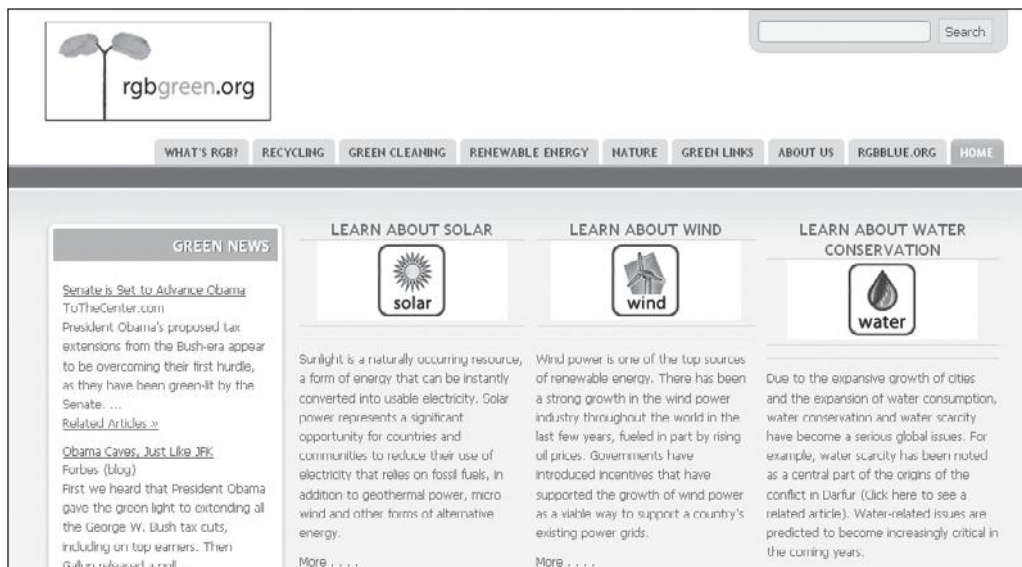 Search
rgbgreen.org
WHAT'S RGB? RECYCLING GREEN CLEANING RENEWABLE ENERGY NATURE GREEN LINKS ABOUT US RGBBLUE.ORG HOME
GREEN NEWS
Senate is Set to Advance Obama
ToTheCenter.com
President Obama's proposed tax
extensions from the Bush-era appear
to be overcoming their first hurdle,
as they have been green-lit by the
Senate. ...
Related Articles »
Obama Caves, Just Like JFK
Forbes (blog)
First we heard that President Obama
gave the green light to extending all
the George W. Bush tax cuts,
including on top earners. Then
Gallup released a poll ...
LEARN ABOUT SOLAR
solar
Sunlight is a naturally occurring resource,
a form of energy that can be instantly
converted into usable electricity. Solar
power represents a significant
opportunity for countries and
communities to reduce their use of
electricity that relies on fossil fuels, in
addition to geothermal power, micro
wind and other forms of alternative
energy.
More . . . .
LEARN ABOUT WIND
wind
Wind power is one of the top sources
of renewable energy. There has been
a strong growth in the wind power
industry throughout the world in the
last few years, fueled in part by rising
oil prices. Governments have
introduced incentives that have
supported the growth of wind power
as a viable way to support a country's
existing power grids.
More . . . .
LEARN ABOUT WATER
CONSERVATION
water
Due to the expansive growth of cities
and the expansion of water consumption,
water conservation and water scarcity
have become a serious global issues. For
example, water scarcity has been noted
as a central part of the origins of the
conflict in Darfur (Click here to see a
related article). Water-related issues are
predicted to become increasingly critical in
the coming years.